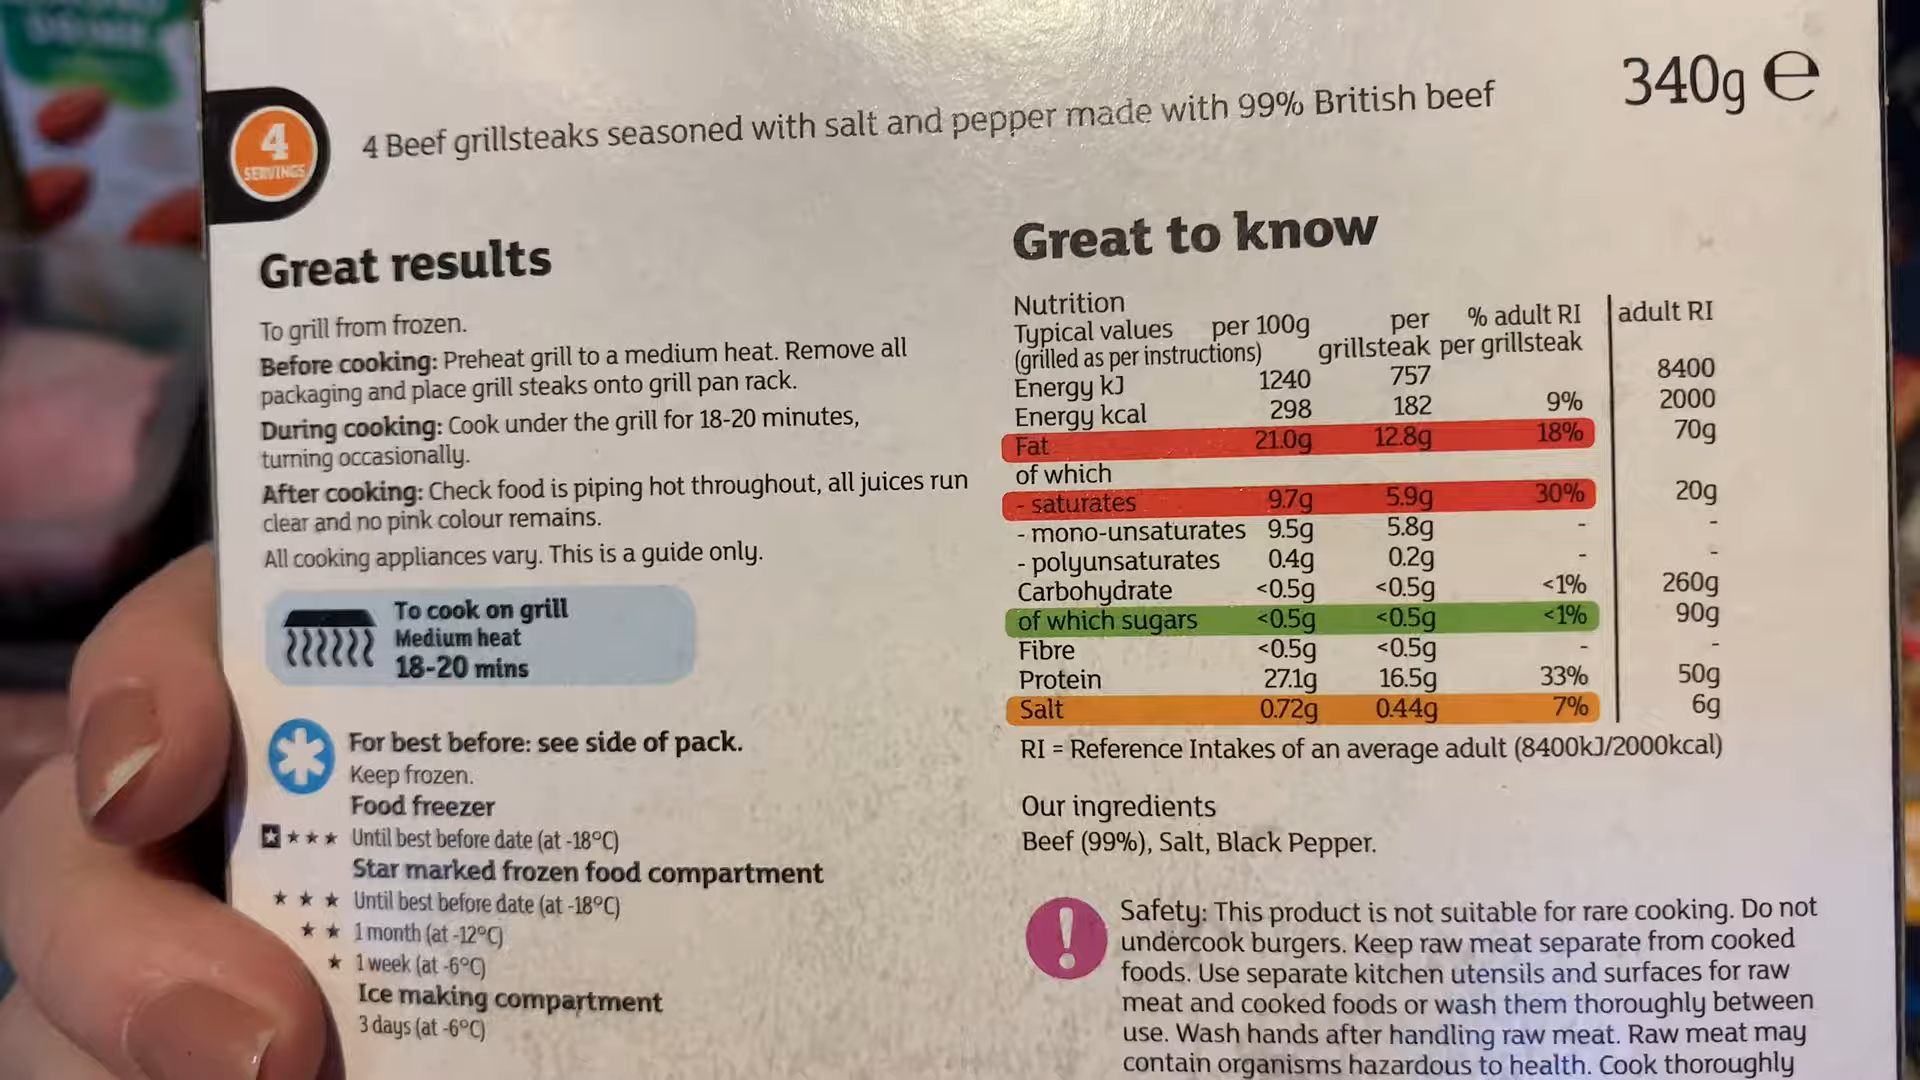 340g e
4 Beef grillsteaks seasoned with salt and pepper made with 99% British beef
4
SERVINGS
Great results
To grill from frozen.
Before cooking: Preheat grill to a medium heat. Remove all
packaging and place grill steaks onto grill pan rack.
During cooking: Cook under the grill for 18-20 minutes,
turning occasionally.
After cooking: Check food is piping hot throughout, all juices run
clear and no pink colour remains.
All cooking appliances vary. This is a guide only.
To cook on grill
Medium heat
18-20 mins
For best before: see side of pack.
Keep frozen.
Food freezer
Until best before date (at -18°C)
Star marked frozen food compartment
Until best before date (at -18°C)
1 month (at -12°C)
1 week (at -6°C)
Ice making compartment
3 days (at -6°C)
Great to know
Nutrition
Typical values per 100g per % adult RI adult RI
(grilled as per instructions) grillsteak per grillsteak
Energy kJ 1240 757 8400
Energy kcal 298 182 9% 2000
Fat 21.0g 12.8g 18% 70g
of which
- saturates 9.7g 5.9g 30% 20g
- mono-unsaturates 9.5g 5.8g - -
- polyunsaturates 0.4g 0.2g - -
Carbohydrate <0.5g <0.5g <1% 260g
of which sugars <0.5g <0.5g <1% 90g
Fibre <0.5g <0.5g - -
Protein 27.1g 16.5g 33% 50g
Salt 0.72g 0.44g 7% 6g
RI = Reference Intakes of an average adult (8400kJ/2000kcal)
Our ingredients
Beef (99%), Salt, Black Pepper.
Safety: This product is not suitable for rare cooking. Do not
undercook burgers. Keep raw meat separate from cooked
foods. Use separate kitchen utensils and surfaces for raw
meat and cooked foods or wash them thoroughly between
use. Wash hands after handling raw meat. Raw meat may
contain organisms hazardous to health. Cook thoroughly